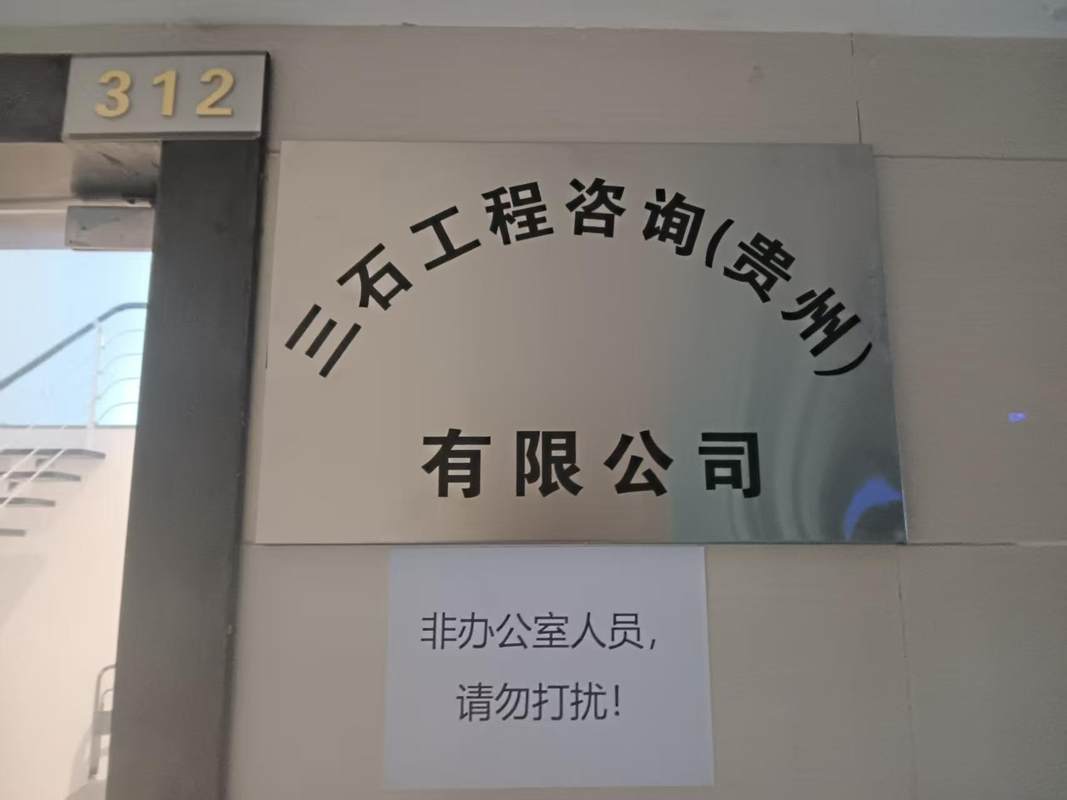 312
三石工程咨询(贵州)
有限公司
非办公室人员,
请勿打扰!